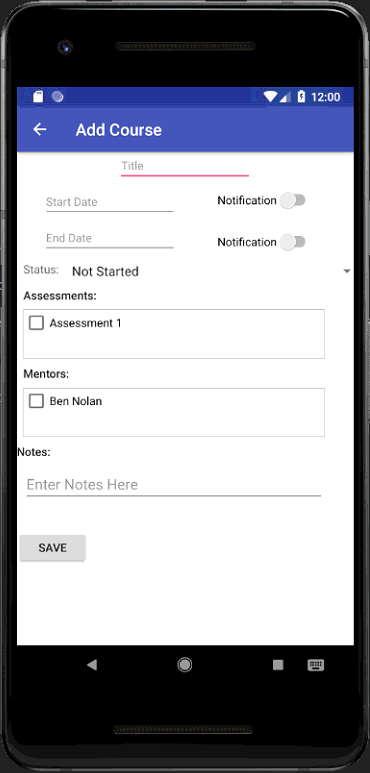 12:00
Add Course
Title
Start Date Notification
End Date Notification
Status: Not Started
Assessments:
Assessment 1
Mentors:
Ben Nolan
Notes:
Enter Notes Here
SAVE